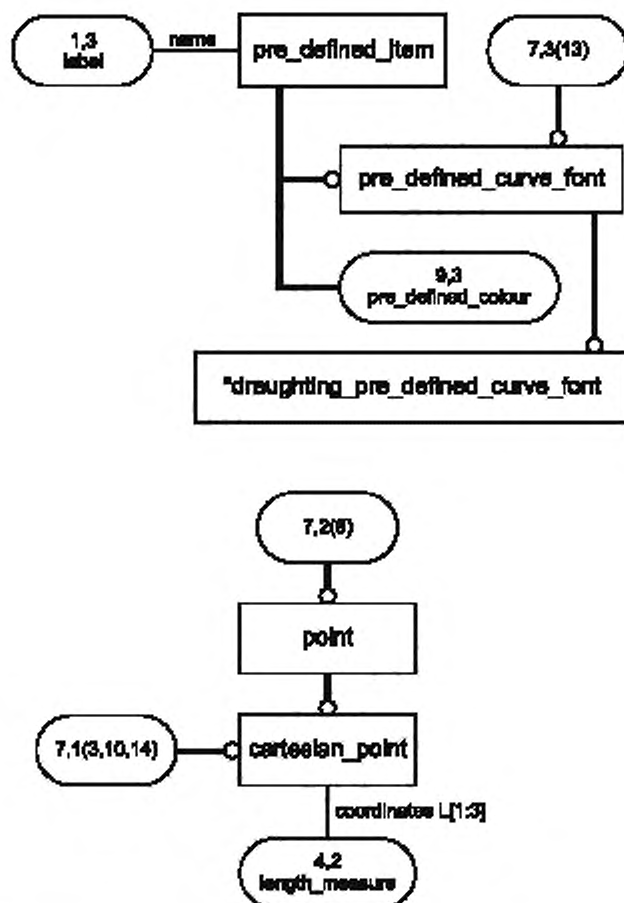 1,3
label
name
pre_defined_item
7,3(13)
pre_defined_curve_font
9,3
pre_defined_colour
*draughting_pre_defined_curve_font
7,2(8)
point
7,1(3,10,14)
cartesian_point
coordinates L[1:3]
4,2
length_measure